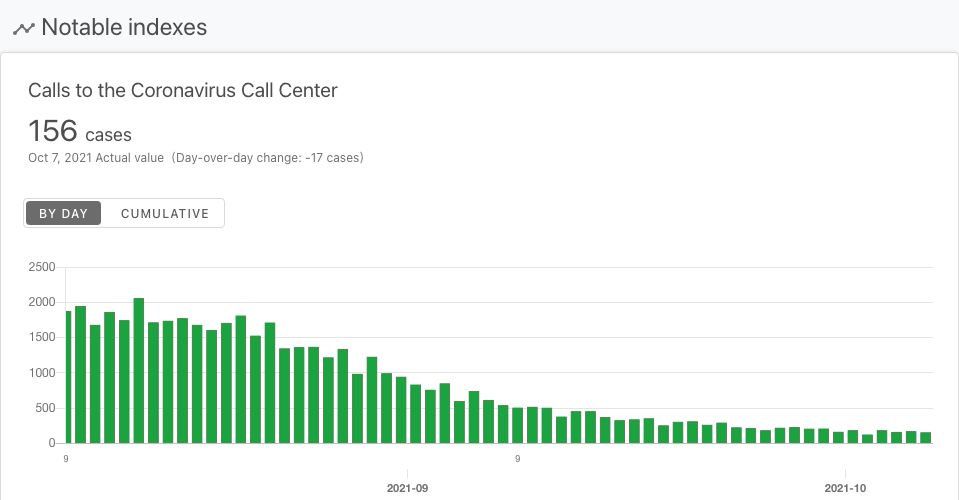 Notable indexes
Calls to the Coronavirus Call Center
156 cases
Oct 7, 2021 Actual value (Day-over-day change: -17 cases)
BY DAY CUMULATIVE
2500
2000
1500
1000
500
0
9 9
2021-09 2021-10